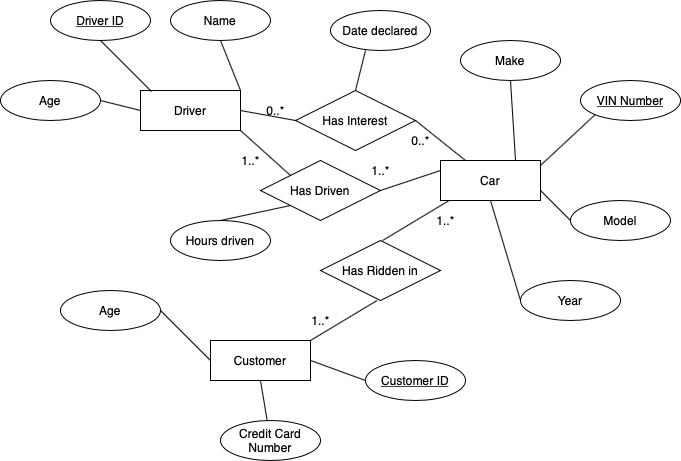 Driver ID
Name
Date declared
Make
Age
Driver
0..*
Has Interest
VIN Number
0..*
1..*
1..*
Has Driven
Car
Hours driven
1..*
Model
Has Ridden in
Year
Age
1..*
Customer
Customer ID
Credit Card
Number